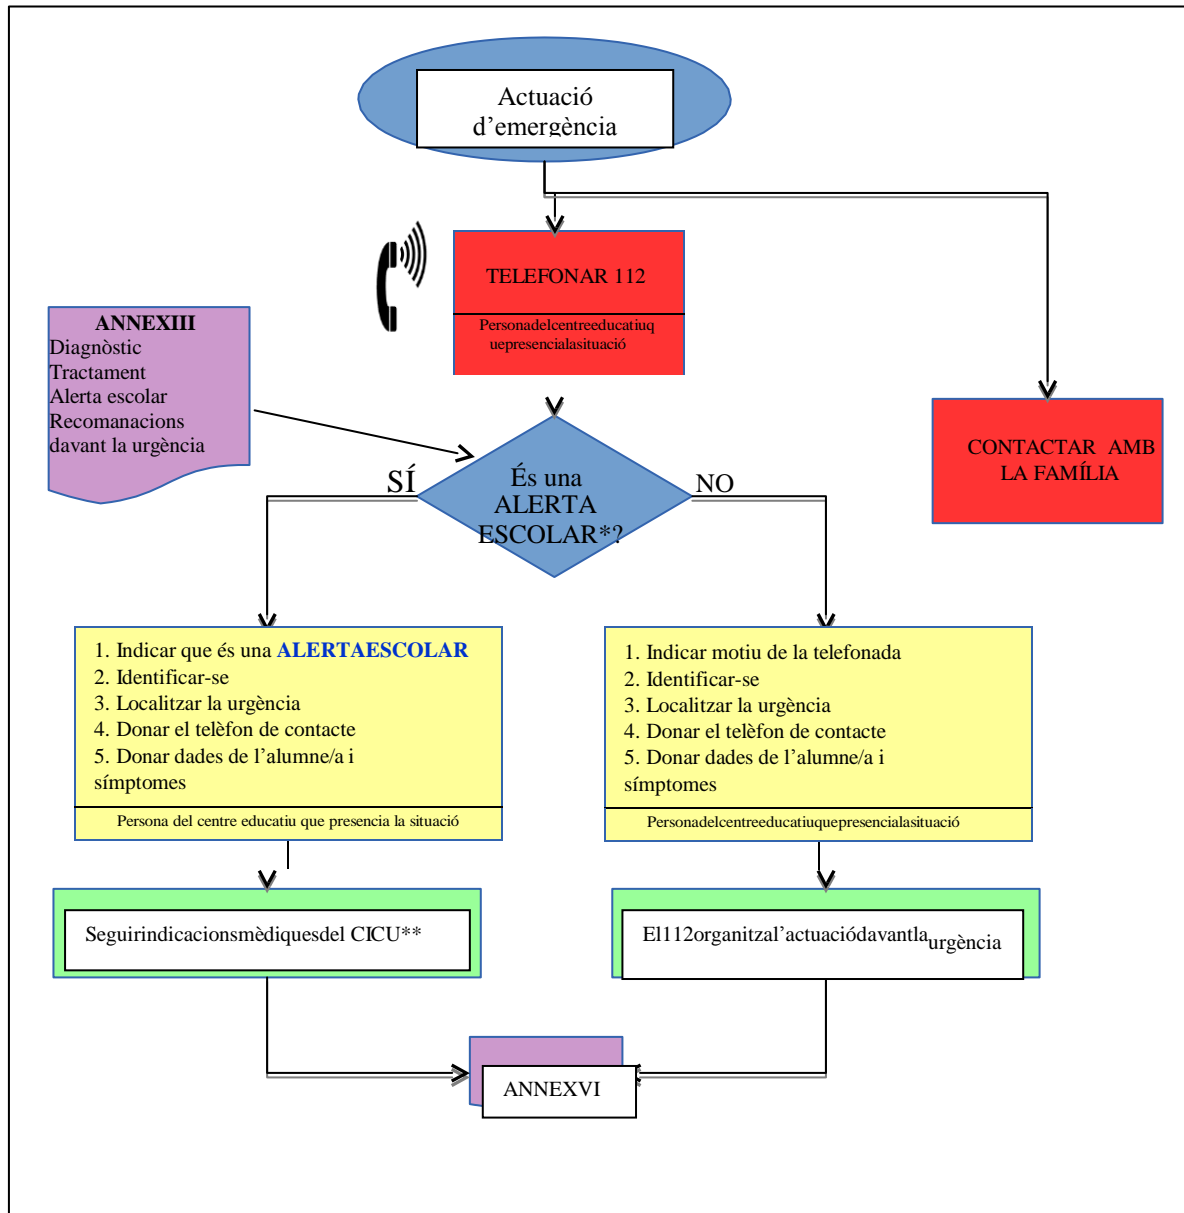 Actuació
d’emergència
TELEFONAR 112
Personadelcentreeducatiuq
uepresencialasituació
ANNEXIII
Diagnòstic
Tractament
Alerta escolar
Recomanacions
davant la urgència
CONTACTAR AMB
LA FAMÍLIA
SÍ
És una
ALERTA
ESCOLAR*?
NO
1. Indicar que és una ALERTAESCOLAR
2. Identificar-se
3. Localitzar la urgència
4. Donar el telèfon de contacte
5. Donar dades de l’alumne/a i
símptomes
Persona del centre educatiu que presencia la situació
1. Indicar motiu de la telefonada
2. Identificar-se
3. Localitzar la urgència
4. Donar el telèfon de contacte
5. Donar dades de l’alumne/a i
símptomes
Personadelcentreeducatiuquepresencialasituació
Seguirindicacionsmèdiquesdel CICU**
El112organitzal’actuaciódavantlaurgència
ANNEXVI